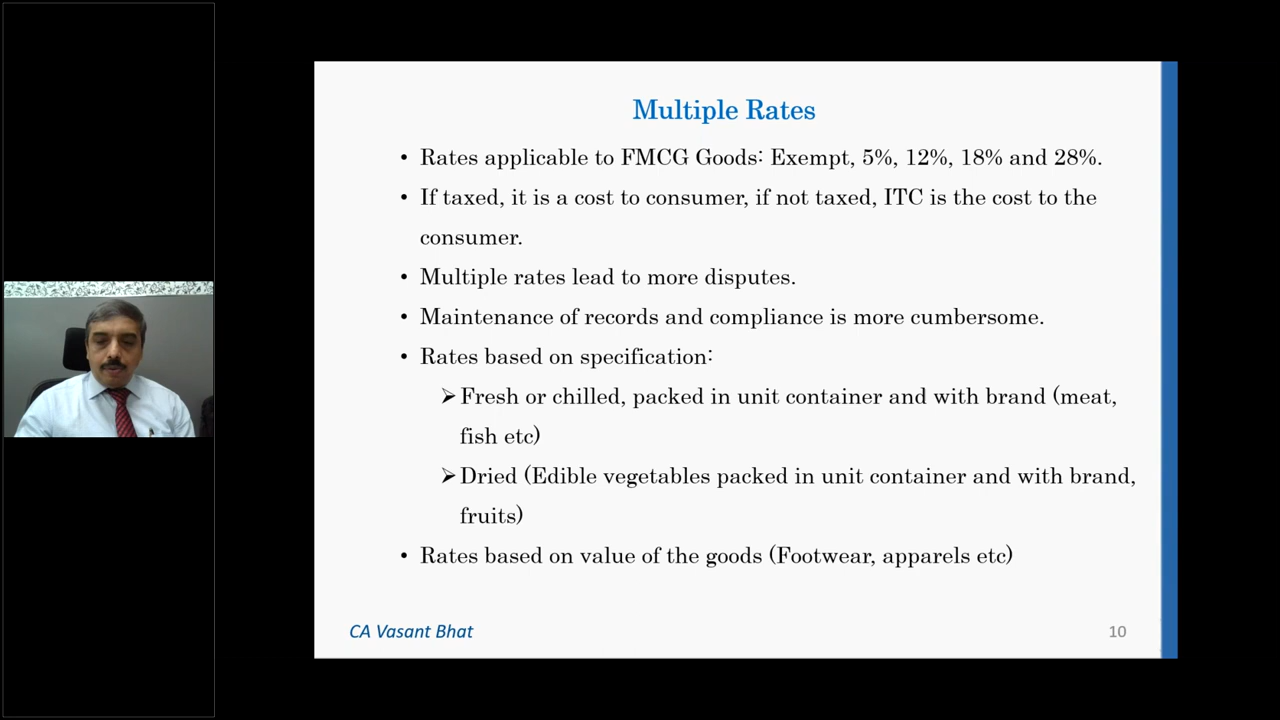 Multiple Rates
• Rates applicable to FMCG Goods: Exempt, 5%, 12%, 18% and 28%.
• If taxed, it is a cost to consumer, if not taxed, ITC is the cost to the
consumer.
• Multiple rates lead to more disputes.
• Maintenance of records and compliance is more cumbersome.
• Rates based on specification:
➢ Fresh or chilled, packed in unit container and with brand (meat,
fish etc)
➢ Dried (Edible vegetables packed in unit container and with brand,
fruits)
• Rates based on value of the goods (Footwear, apparels etc)
CA Vasant Bhat
10